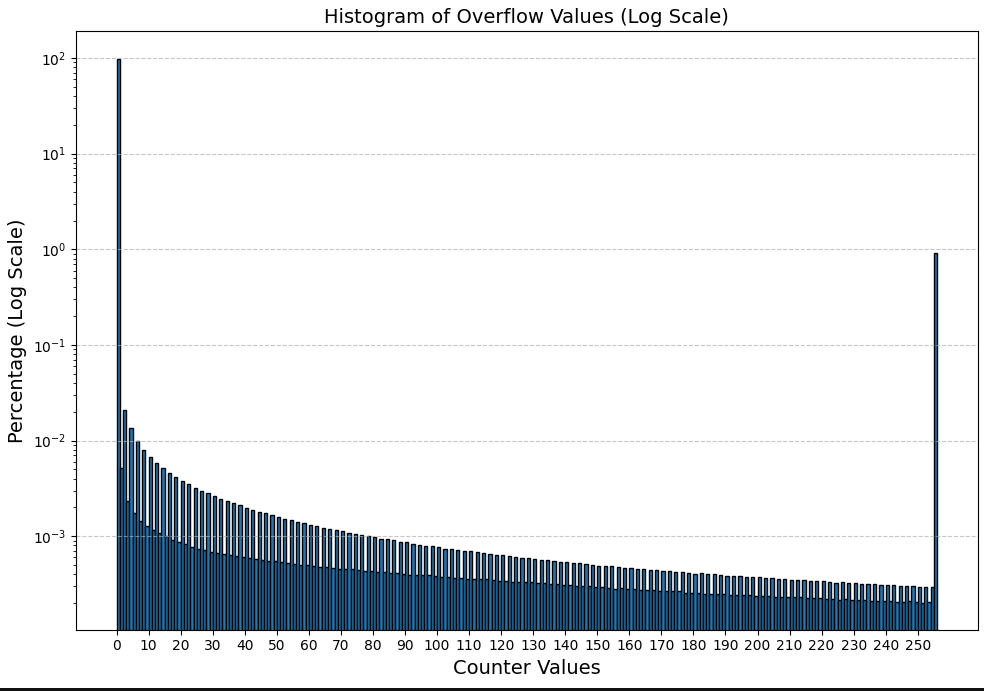 Histogram of Overflow Values (Log Scale)
Percentage (Log Scale)
10²
10¹
10⁰
10⁻¹
10⁻²
10⁻³
0 10 20 30 40 50 60 70 80 90 100 110 120 130 140 150 160 170 180 190 200 210 220 230 240 250
Counter Values